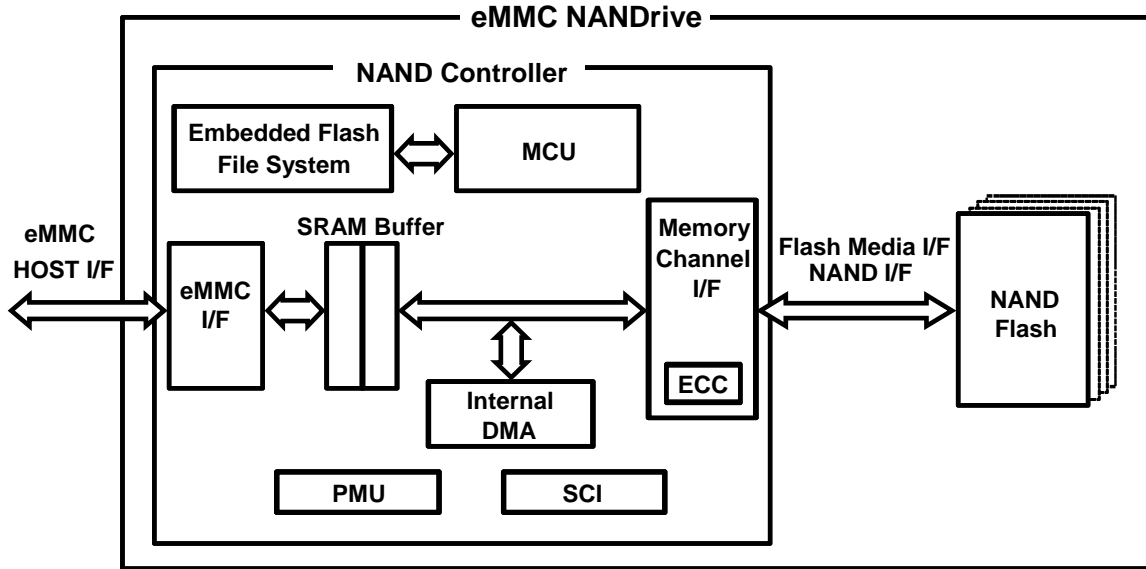 eMMC NANDrive
NAND Controller
Embedded Flash
File System
MCU
SRAM Buffer
eMMC
HOST I/F
eMMC
I/F
Memory
Channel
I/F
ECC
Flash Media I/F
NAND I/F
NAND
Flash
Internal
DMA
PMU
SCI